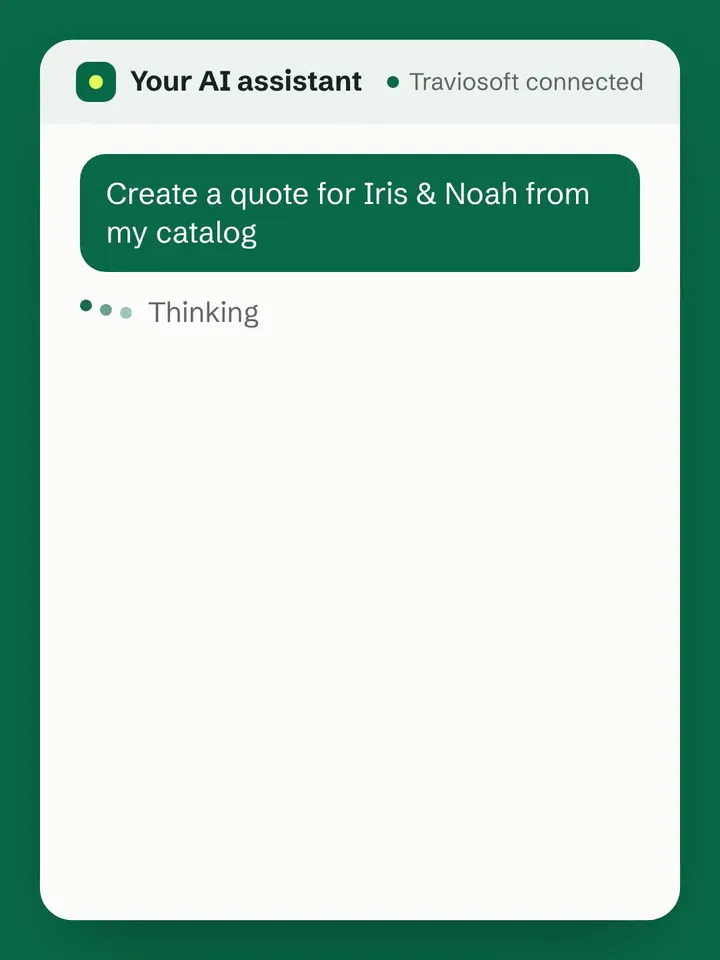 Your AI assistant
Traviosoft connected
Create a quote for Iris & Noah from
my catalog
Thinking